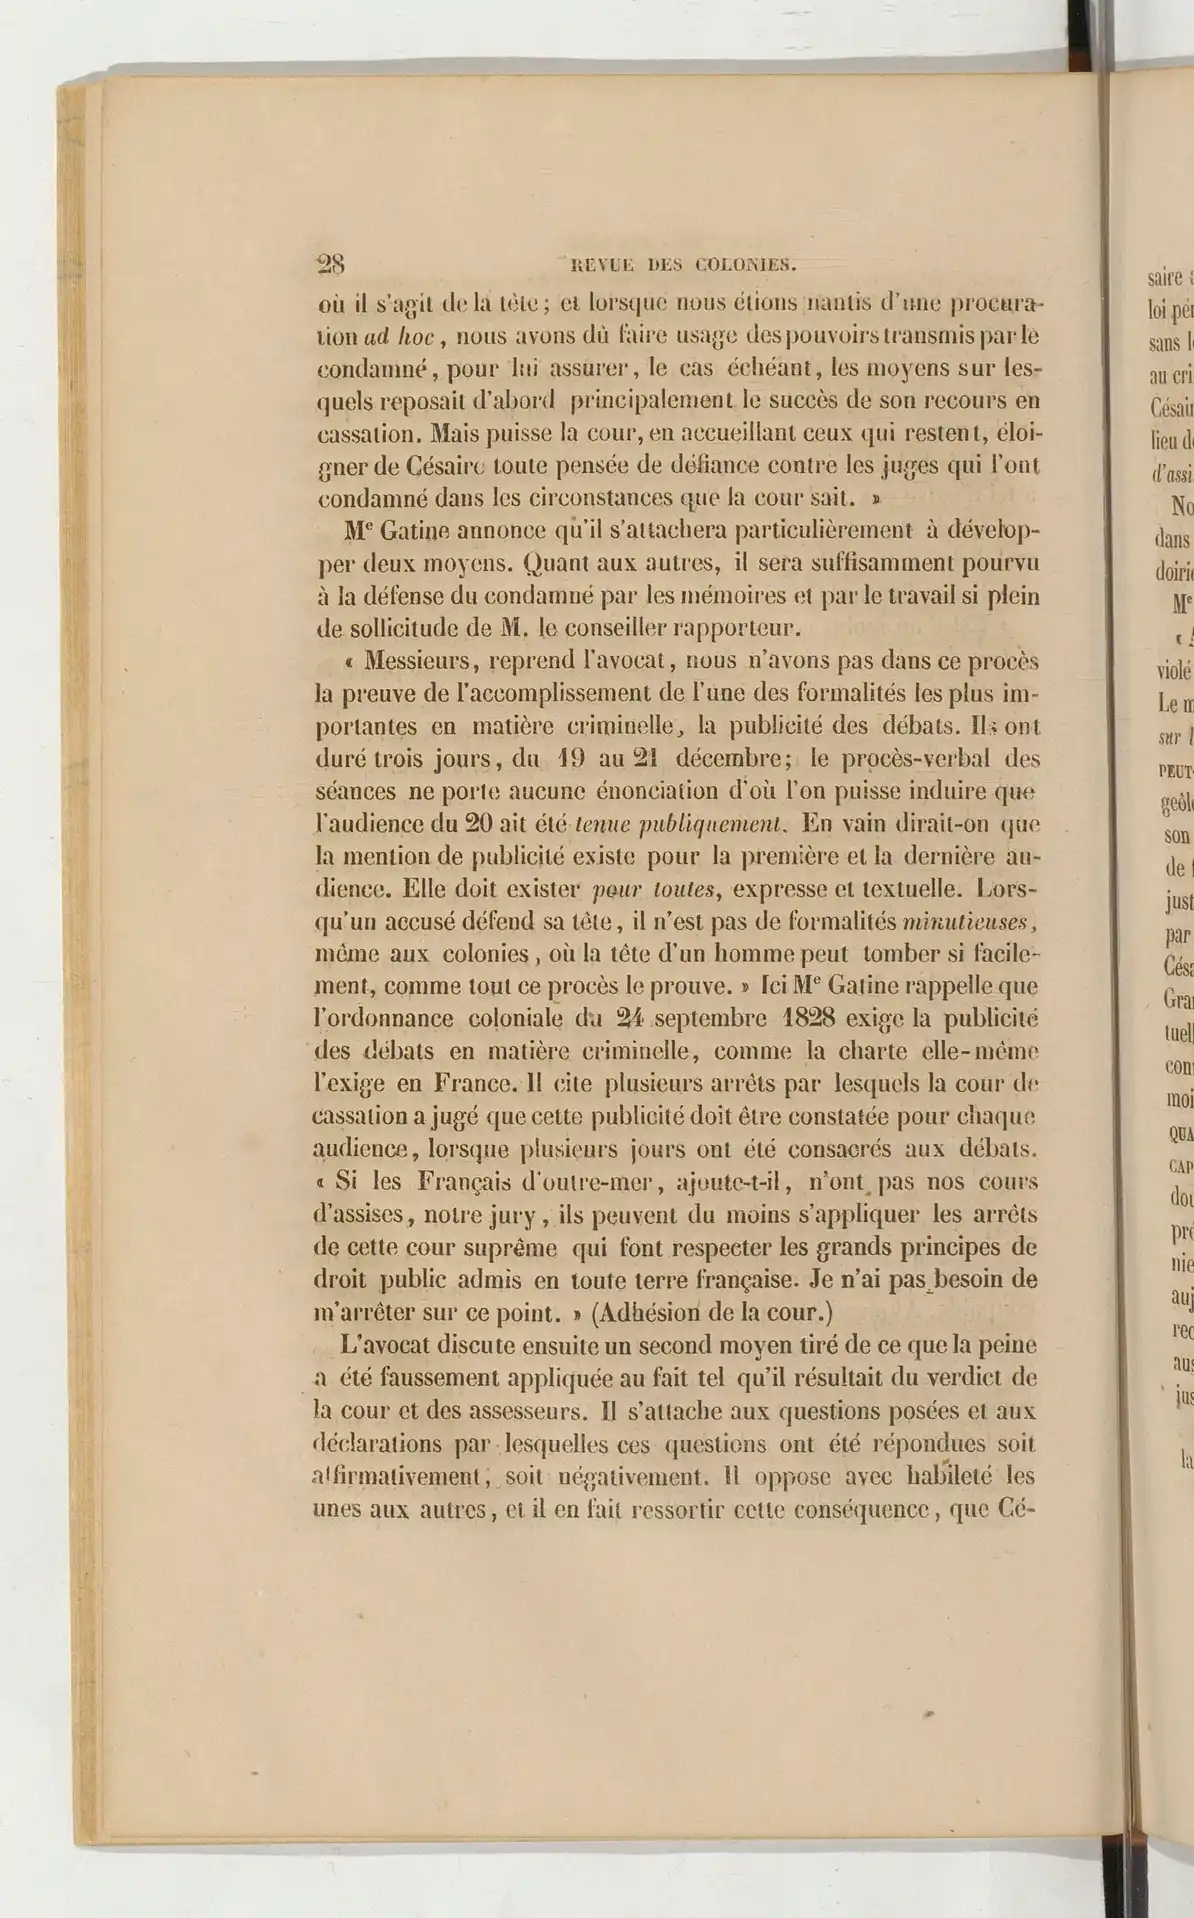 28 REVUE DES COLONIES.
où il s'agit de la tête; et lorsque nous étions nantis d'une procura-
tion ad hoc, nous avons dû faire usage des pouvoirs transmis par le
condamné, pour lui assurer, le cas échéant, les moyens sur les-
quels reposait d'abord principalement le succès de son recours en
cassation. Mais puisse la cour, en accueillant ceux qui restent, éloi-
gner de Césaire toute pensée de défiance contre les juges qui l'ont
condamné dans les circonstances que la cour sait. »
Me Gatine annonce qu'il s'attachera particulièrement à dévelop-
per deux moyens. Quant aux autres, il sera suffisamment pourvu
à la défense du condamné par les mémoires et par le travail si plein
de sollicitude de M. le conseiller rapporteur.
« Messieurs, reprend l'avocat, nous n'avons pas dans ce procès
la preuve de l'accomplissement de l'une des formalités les plus im-
portantes en matière criminelle, la publicité des débats. Ils ont
duré trois jours, du 19 au 21 décembre; le procès-verbal des
séances ne porte aucune énonciation d'où l'on puisse induire que
l'audience du 20 ait été tenue publiquement. En vain dirait-on que
la mention de publicité existe pour la première et la dernière au-
dience. Elle doit exister pour toutes, expresse et textuelle. Lors-
qu'un accusé défend sa tête, il n'est pas de formalités minutieuses,
même aux colonies, où la tête d'un homme peut tomber si facile-
ment, comme tout ce procès le prouve. » Ici Me Gatine rappelle que
l'ordonnance coloniale du 24 septembre 1828 exige la publicité
des débats en matière criminelle, comme la charte elle-même
l'exige en France. Il cite plusieurs arrêts par lesquels la cour de
cassation a jugé que cette publicité doit être constatée pour chaque
audience, lorsque plusieurs jours ont été consacrés aux débats.
« Si les Français d'outre-mer, ajoute-t-il, n'ont pas nos cours
d'assises, notre jury, ils peuvent du moins s'appliquer les arrêts
de cette cour suprême qui font respecter les grands principes de
droit public admis en toute terre française. Je n'ai pas besoin de
m'arrêter sur ce point. » (Adhésion de la cour.)
L'avocat discute ensuite un second moyen tiré de ce que la peine
a été faussement appliquée au fait tel qu'il résultait du verdict de
la cour et des assesseurs. Il s'attache aux questions posées et aux
déclarations par lesquelles ces questions ont été répondues soit
affirmativement, soit négativement. Il oppose avec habileté les
unes aux autres, et il en fait ressortir cette conséquence, que Cé-